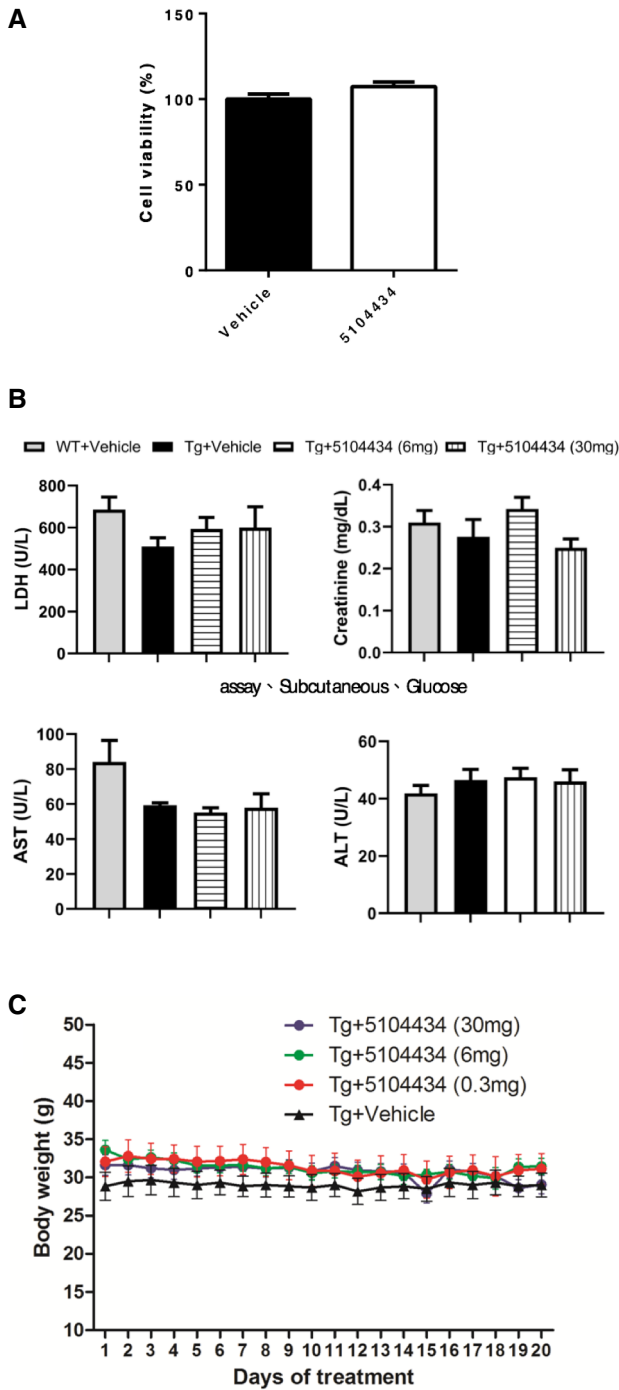 A
150
100
50
0
Cell viability (%)
Vehicle
5104434
B
WT+Vehicle Tg+Vehicle Tg+5104434 (6mg) Tg+5104434 (30mg)
800
600
400
200
0
LDH (U/L)
0.4
0.3
0.2
0.1
0.0
Creatinine (mg/dL)
assay、Subcutaneous、Glucose
100
80
60
40
20
0
AST (U/L)
60
40
20
0
ALT (U/L)
C
50
45
40
35
30
25
20
15
10
Body weight (g)
Tg+5104434 (30mg)
Tg+5104434 (6mg)
Tg+5104434 (0.3mg)
Tg+Vehicle
1 2 3 4 5 6 7 8 9 10 11 12 13 14 15 16 17 18 19 20
Days of treatment